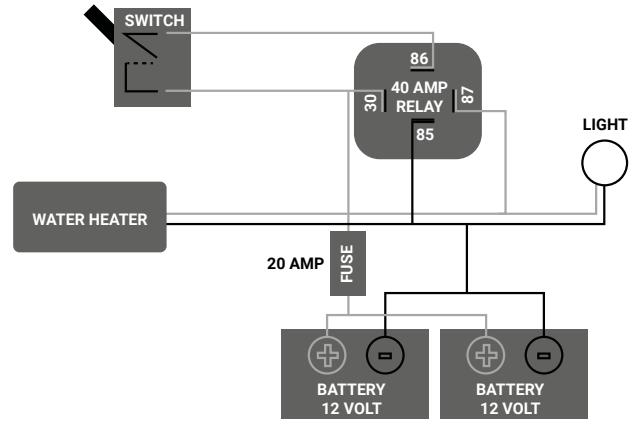 SWITCH
86
30
40 AMP
RELAY
87
85
LIGHT
WATER HEATER
20 AMP
FUSE
BATTERY
12 VOLT
BATTERY
12 VOLT